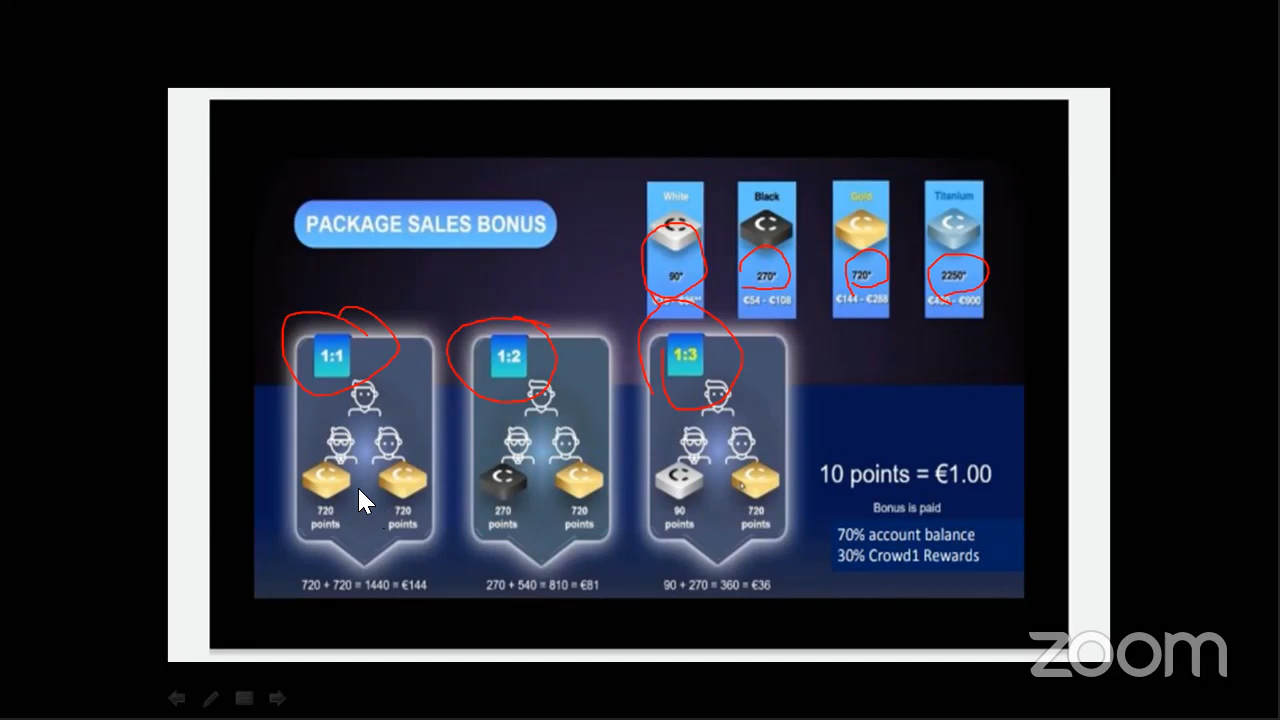 White
Black
Gold
Titanium
PACKAGE SALES BONUS
90*
270*
720*
2250*
€54 - €108
€144 - €288
1:1
1:2
1:3
10 points = €1.00
Bonus is paid
70% account balance
30% Crowd1 Rewards
720 points
720 points
270 points
720 points
90 points
720 points
720 + 720 = 1440 = €144
270 + 540 = 810 = €81
90 + 270 = 360 = €36
zoom